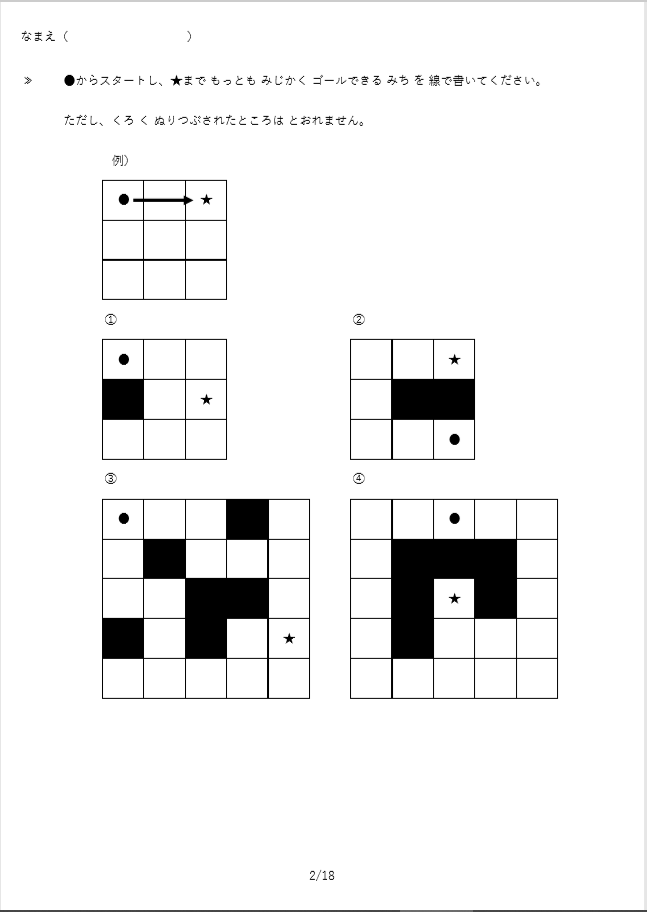 なまえ（　　　　　　　　　　）
≫　●からスタートし、★まで もっとも みじかく ゴールできる みち を 線で書いてください。
ただし、くろ く ぬりつぶされたところは とおれません。
例）
●　★
①　②
●　★
★　●
③　④
●　●
★
★
2/18